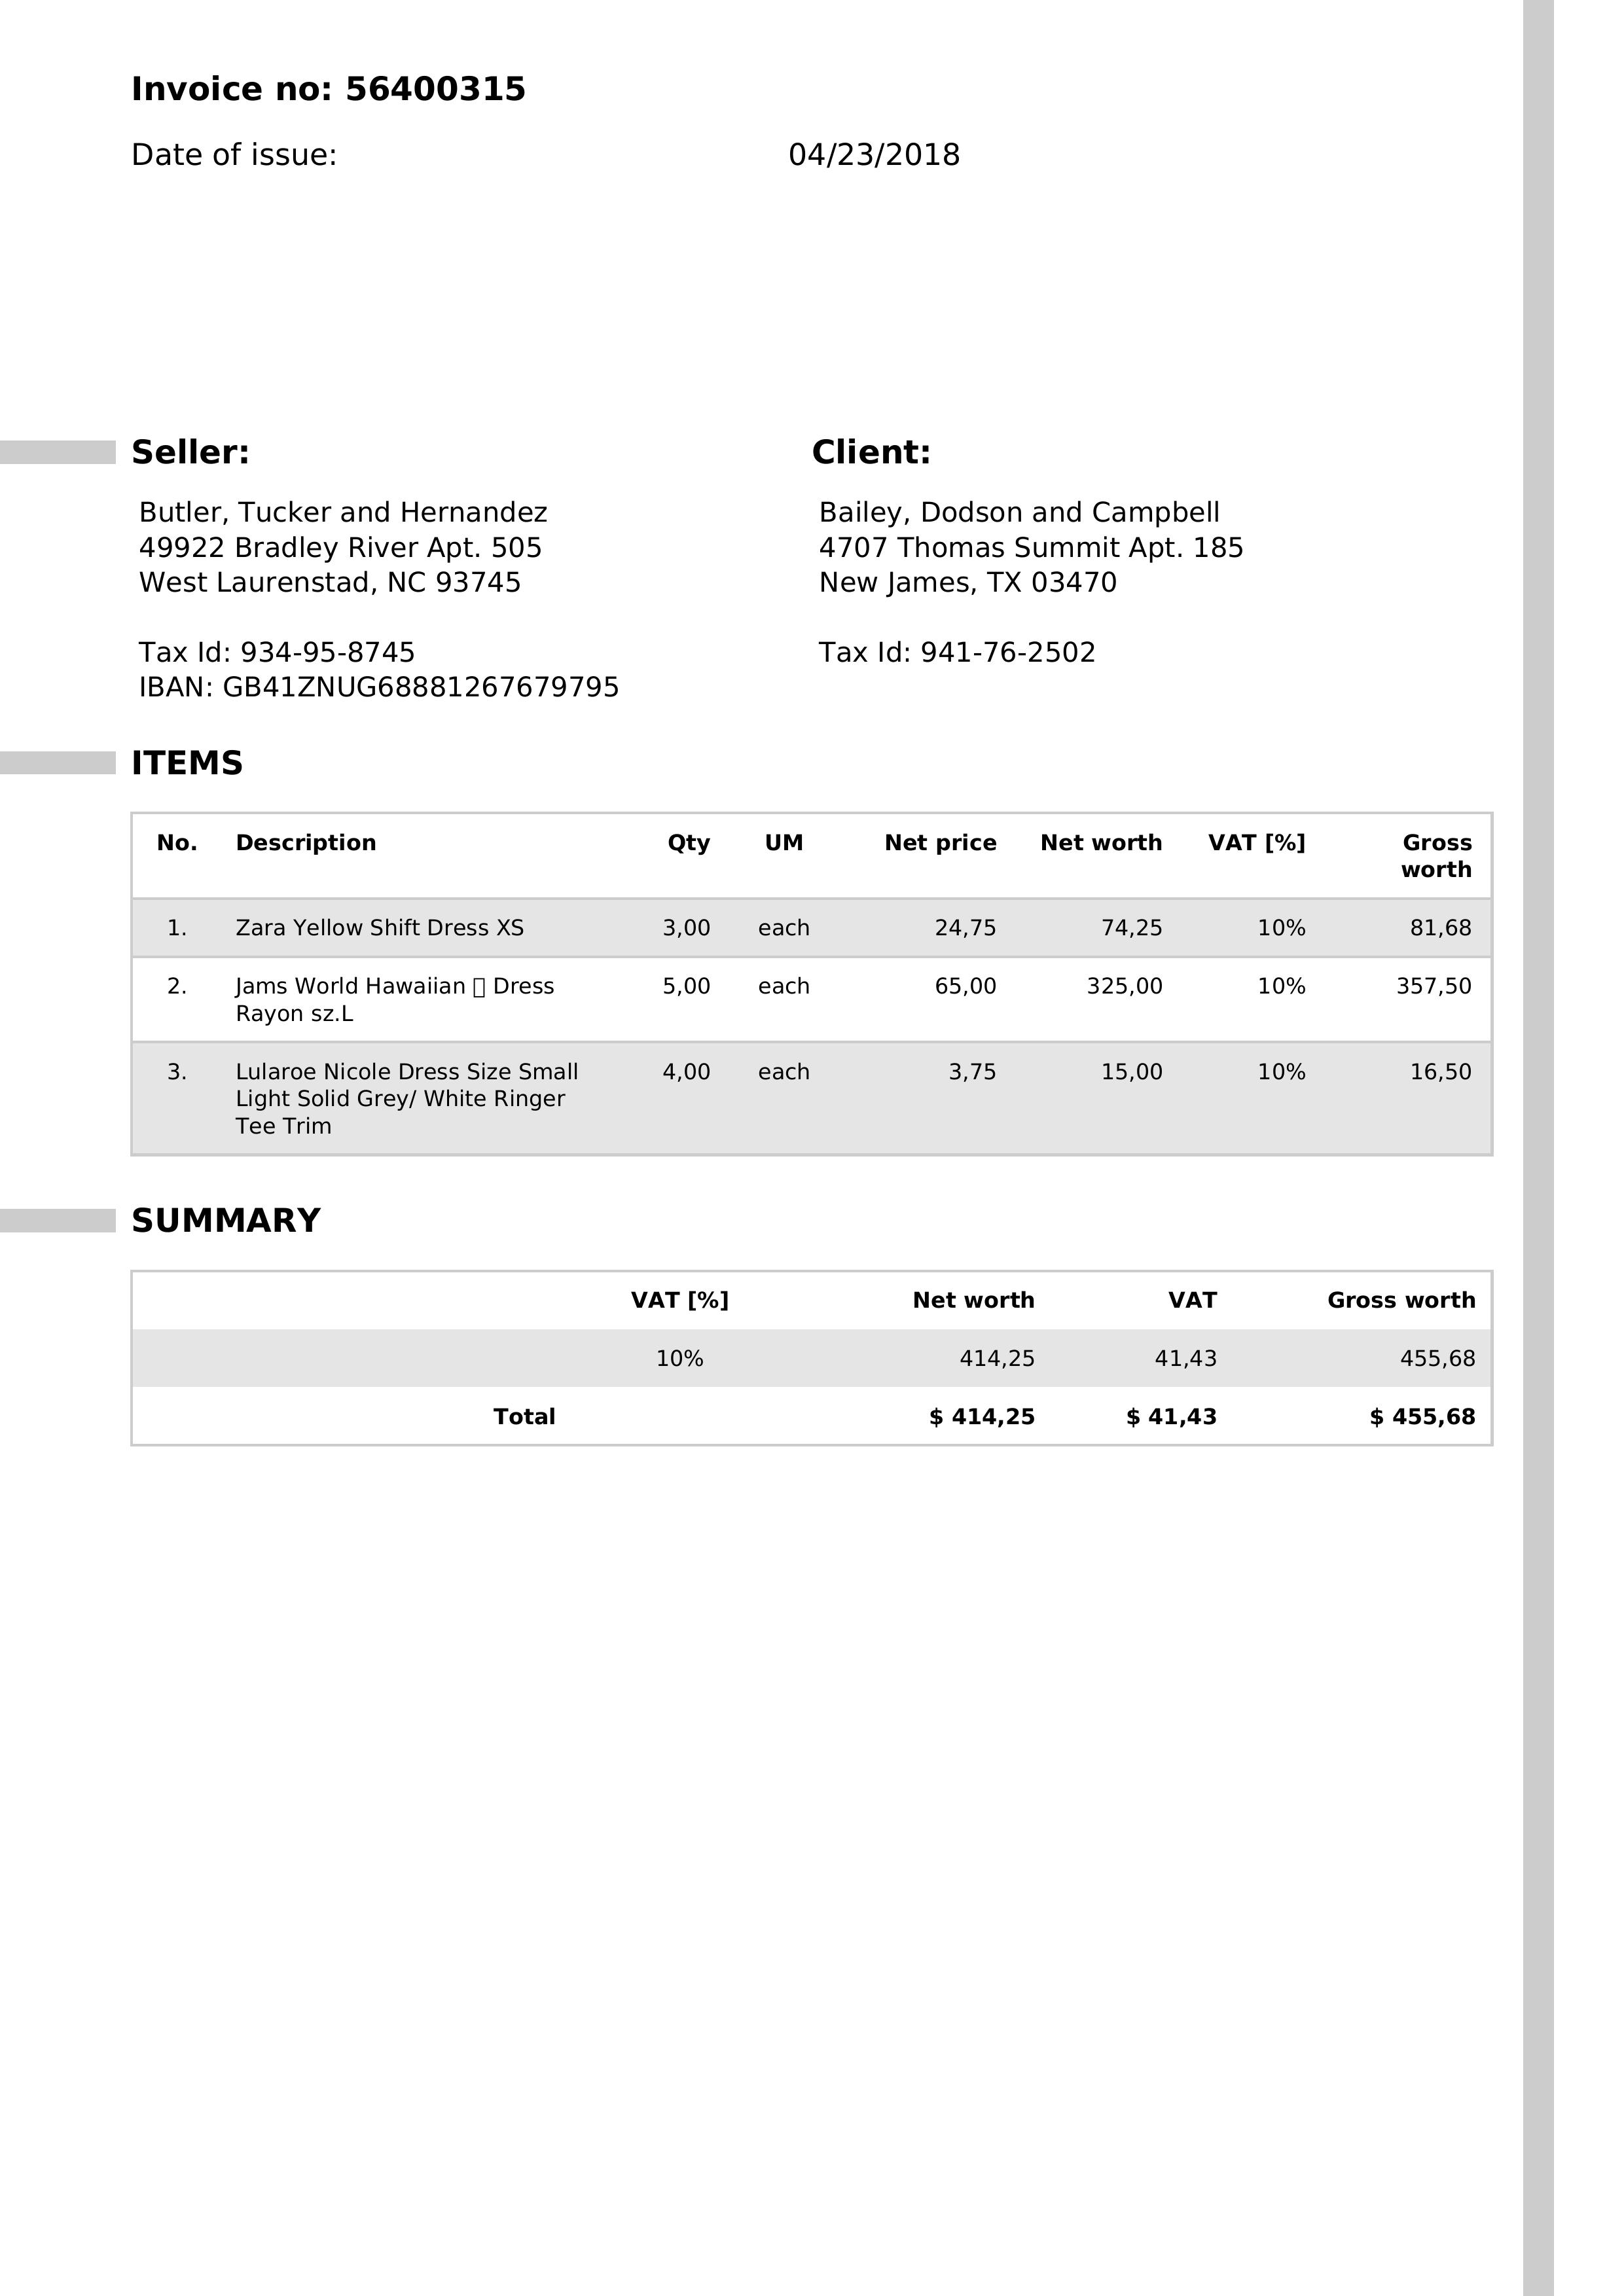 Invoice no: 56400315
Date of issue: 04/23/2018
Seller:
Butler, Tucker and Hernandez
49922 Bradley River Apt. 505
West Laurenstad, NC 93745
Tax Id: 934-95-8745
IBAN: GB41ZNUG68881267679795
Client:
Bailey, Dodson and Campbell
4707 Thomas Summit Apt. 185
New James, TX 03470
Tax Id: 941-76-2502
ITEMS
No. Description Qty UM Net price Net worth VAT [%] Gross
worth
1. Zara Yellow Shift Dress XS 3,00 each 24,75 74,25 10% 81,68
2. Jams World Hawaiian Dress 5,00 each 65,00 325,00 10% 357,50
Rayon sz.L
3. Lularoe Nicole Dress Size Small 4,00 each 3,75 15,00 10% 16,50
Light Solid Grey/ White Ringer
Tee Trim
SUMMARY
VAT [%] Net worth VAT Gross worth
10% 414,25 41,43 455,68
Total $ 414,25 $ 41,43 $ 455,68